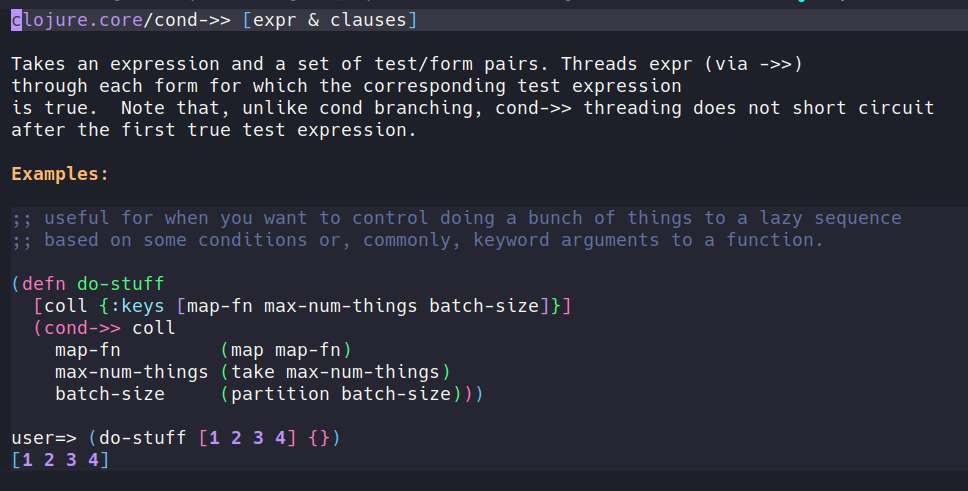 clojure.core/cond->> [expr & clauses]
Takes an expression and a set of test/form pairs. Threads expr (via ->>)
through each form for which the corresponding test expression
is true.  Note that, unlike cond branching, cond->> threading does not short circuit
after the first true test expression.
Examples:
;; useful for when you want to control doing a bunch of things to a lazy sequence
;; based on some conditions or, commonly, keyword arguments to a function.
(defn do-stuff
  [coll {:keys [map-fn max-num-things batch-size]}]
  (cond->> coll
    map-fn         (map map-fn)
    max-num-things (take max-num-things)
    batch-size     (partition batch-size)))
user=> (do-stuff [1 2 3 4] {})
[1 2 3 4]